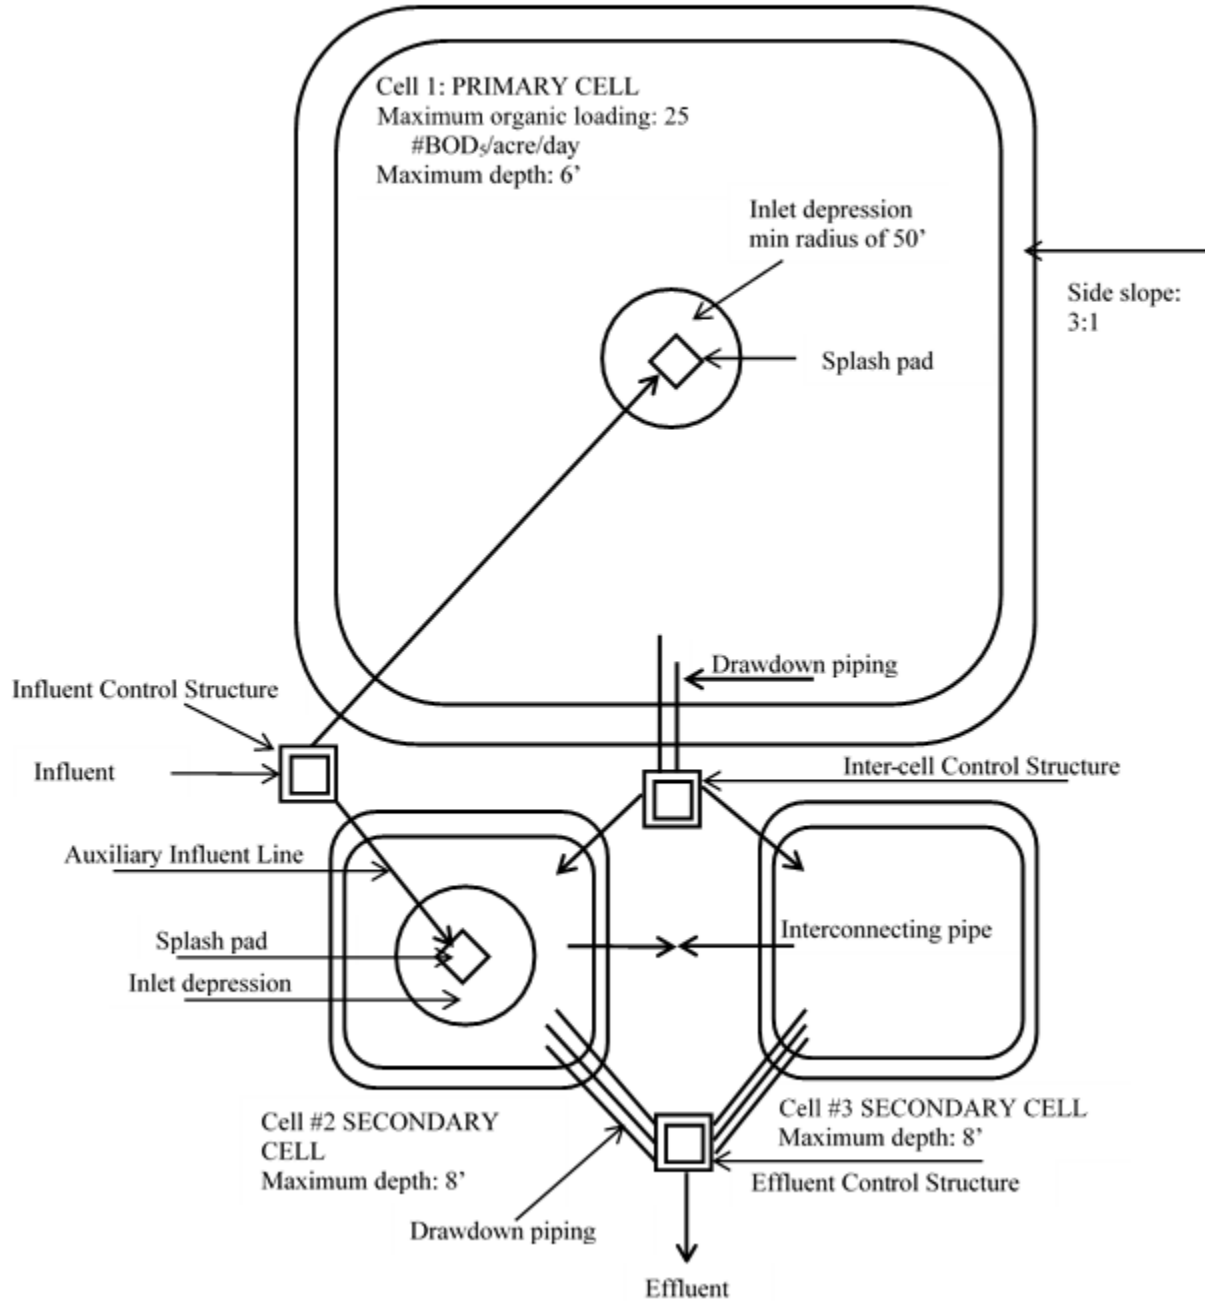 Cell 1: PRIMARY CELL
Maximum organic loading: 25
#BOD₅/acre/day
Maximum depth: 6’
Inlet depression
min radius of 50’
Side slope:
3:1
Splash pad
Drawdown piping
Influent Control Structure
Influent
Inter-cell Control Structure
Auxiliary Influent Line
Splash pad
Interconnecting pipe
Inlet depression
Cell #2 SECONDARY
CELL
Maximum depth: 8’
Cell #3 SECONDARY CELL
Maximum depth: 8’
Effluent Control Structure
Drawdown piping
Effluent